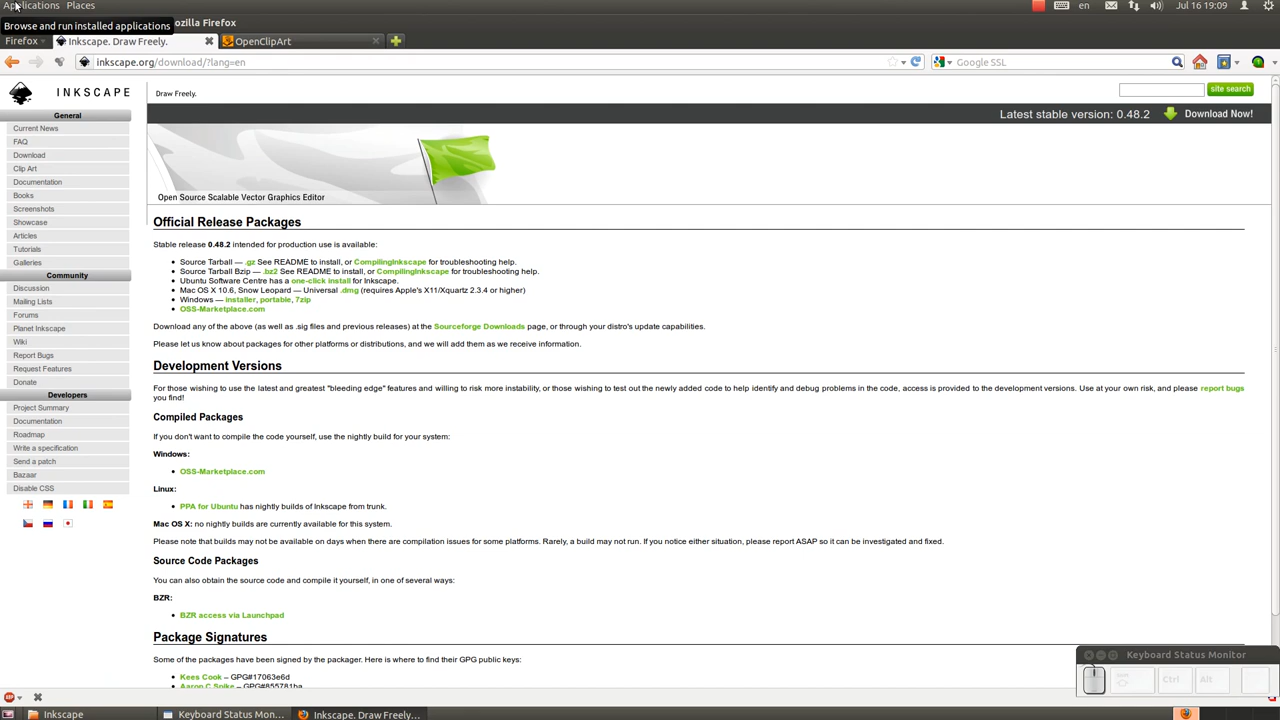 Applications Places
en
Jul 16 19:09
Browse and run installed applications
ozilla Firefox
Firefox
Inkscape. Draw Freely.
OpenClipArt
inkscape.org/download/?lang=en
Google SSL
INKSCAPE
Draw Freely.
site search
Latest stable version: 0.48.2
Download Now!
General
Current News
FAQ
Download
Clip Art
Documentation
Books
Screenshots
Showcase
Articles
Tutorials
Galleries
Community
Discussion
Mailing Lists
Forums
Planet Inkscape
Wiki
Report Bugs
Request Features
Donate
Developers
Project Summary
Documentation
Roadmap
Write a specification
Send a patch
Bazaar
Disable CSS
Open Source Scalable Vector Graphics Editor
Official Release Packages
Stable release 0.48.2 intended for production use is available:
Source Tarball — .gz See README to install, or CompilingInkscape for troubleshooting help.
Source Tarball Bzip — .bz2 See README to install, or CompilingInkscape for troubleshooting help.
Ubuntu Software Centre has a one-click install for Inkscape.
Mac OS X 10.6, Snow Leopard — Universal .dmg (requires Apple's X11/Xquartz 2.3.4 or higher)
Windows — installer, portable, 7zip
OSS-Marketplace.com
Download any of the above (as well as .sig files and previous releases) at the Sourceforge Downloads page, or through your distro's update capabilities.
Please let us know about packages for other platforms or distributions, and we will add them as we receive information.
Development Versions
For those wishing to use the latest and greatest "bleeding edge" features and willing to risk more instability, or those wishing to test out the newly added code to help identify and debug problems in the code, access is provided to the development versions. Use at your own risk, and please report bugs
you find!
Compiled Packages
If you don't want to compile the code yourself, use the nightly build for your system:
Windows:
OSS-Marketplace.com
Linux:
PPA for Ubuntu has nightly builds of Inkscape from trunk.
Mac OS X: no nightly builds are currently available for this system.
Please note that builds may not be available on days when there are compilation issues for some platforms. Rarely, a build may not run. If you notice either situation, please report ASAP so it can be investigated and fixed.
Source Code Packages
You can also obtain the source code and compile it yourself, in one of several ways:
BZR:
BZR access via Launchpad
Package Signatures
Some of the packages have been signed by the packager. Here is where to find their GPG public keys:
Kees Cook – GPG#17063e6d
Aaron C Spike – GPG#855781ba
Keyboard Status Monitor
Ctrl
Alt
Inkscape
Keyboard Status Mon...
Inkscape. Draw Freely...